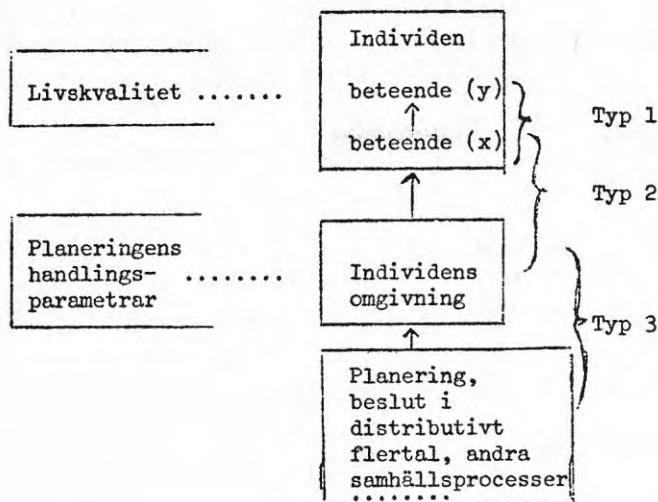 Individen
Livskvalitet ....... beteende (y)
Typ 1
beteende (x)
Typ 2
Planeringens
handlings-
parametrar ........
Individens
omgivning
Typ 3
Planering,
beslut i
distributivt
flertal, andra
samhällsprocesser
........